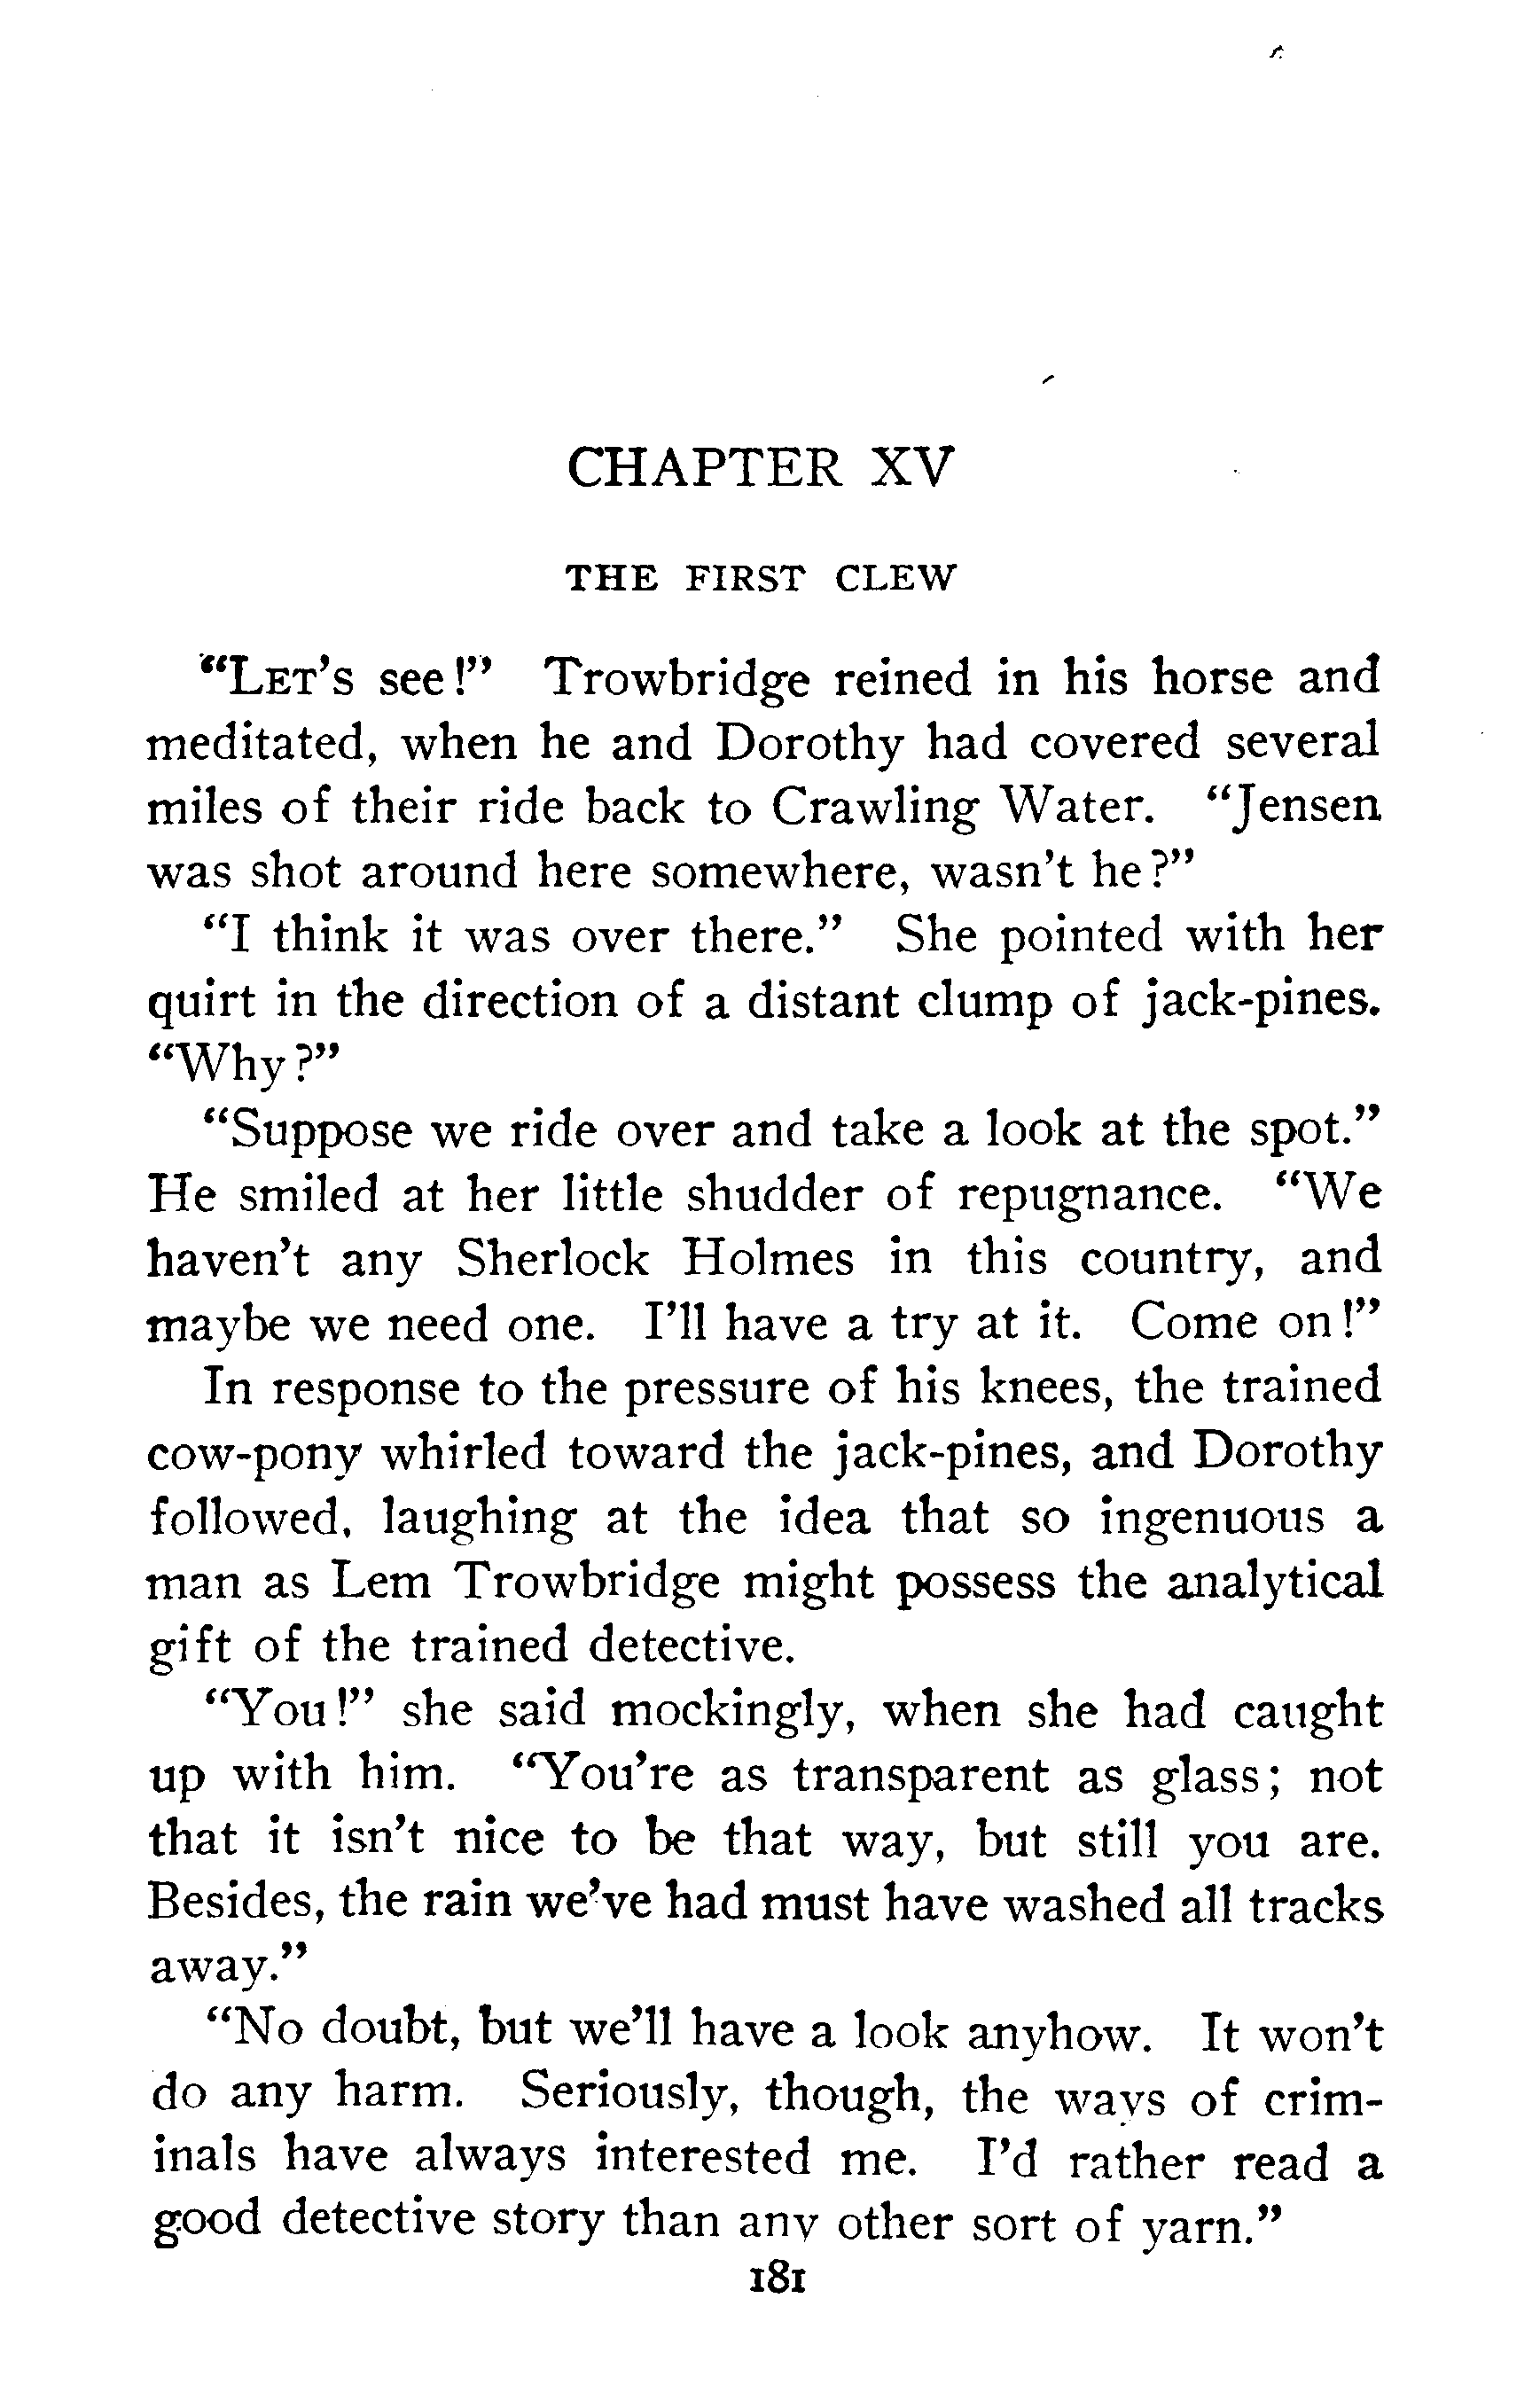 CHAPTER XV
THE FIRST CLEW
"LET'S see!" Trowbridge reined in his horse and
meditated, when he and Dorothy had covered several
miles of their ride back to Crawling Water. "Jensen
was shot around here somewhere, wasn't he?"
"I think it was over there." She pointed with her
quirt in the direction of a distant clump of jack-pines.
"Why?"
"Suppose we ride over and take a look at the spot."
He smiled at her little shudder of repugnance. "We
haven't any Sherlock Holmes in this country, and
maybe we need one. I'll have a try at it. Come on!"
In response to the pressure of his knees, the trained
cow-pony whirled toward the jack-pines, and Dorothy
followed, laughing at the idea that so ingenuous a
man as Lem Trowbridge might possess the analytical
gift of the trained detective.
"You!" she said mockingly, when she had caught
up with him. "You're as transparent as glass; not
that it isn't nice to be that way, but still you are.
Besides, the rain we've had must have washed all tracks
away."
"No doubt, but we'll have a look anyhow. It won't
do any harm. Seriously, though, the ways of crim-
inals have always interested me. I'd rather read a
good detective story than any other sort of yarn."
181